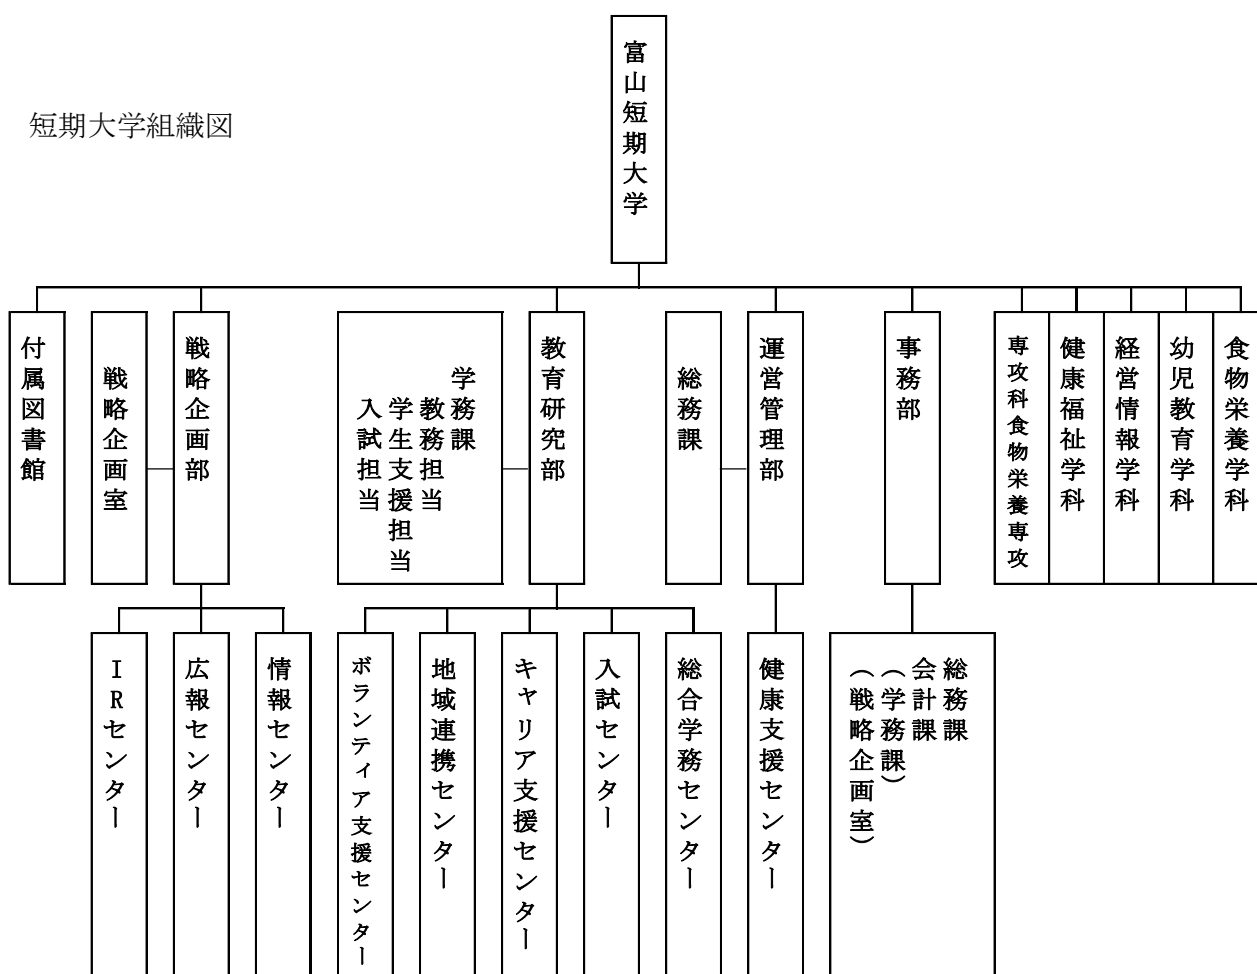 短期大学組織図
富山短期大学
食物栄養学科
幼児教育学科
経営情報学科
健康福祉学科
専攻科食物栄養専攻
事務部
運営管理部
総務課
教育研究部
学務課
教務担当
学生支援担当
入試担当
戦略企画部
戦略企画室
付属図書館
総務課
会計課
(学務課)
(戦略企画室)
健康支援センター
総合学務センター
入試センター
キャリア支援センター
地域連携センター
ボランティア支援センター
情報センター
広報センター
IRセンター